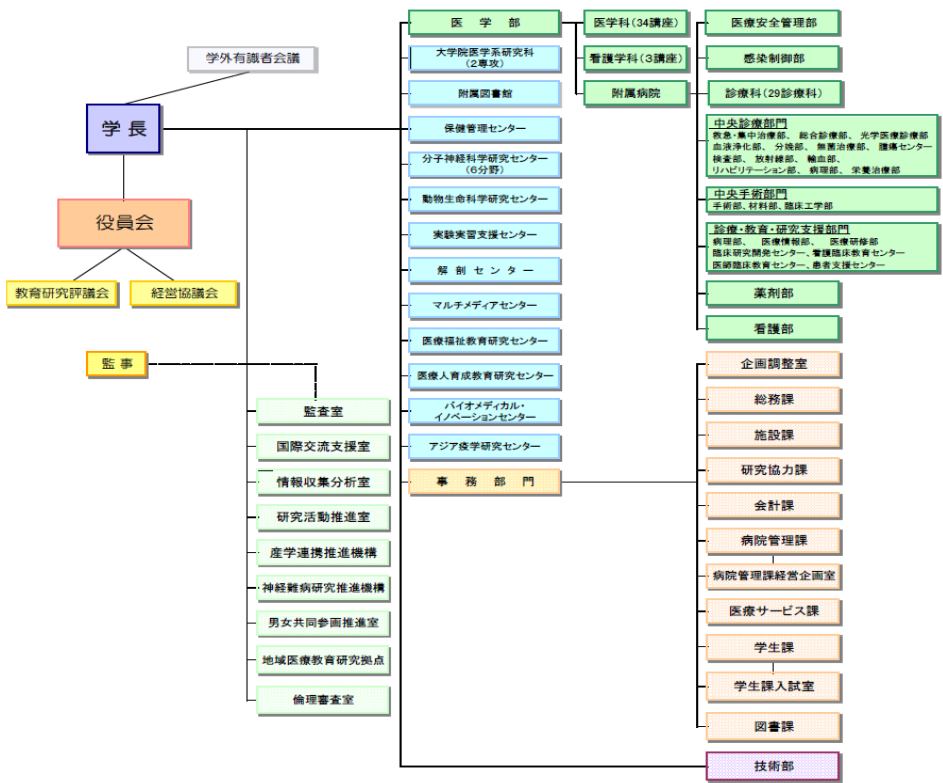 学外有識者会議
学長
役員会
教育研究評議会
経営協議会
監事
監査室
国際交流支援室
情報収集分析室
研究活動推進室
産学連携推進機構
神経難病研究推進機構
男女共同参画推進室
地域医療教育研究拠点
倫理審査室
医学部
大学院医学系研究科
(2専攻)
附属図書館
保健管理センター
分子神経科学研究センター
(6分野)
動物生命科学研究センター
実験実習支援センター
解剖センター
マルチメディアセンター
医療福祉教育研究センター
医療人育成教育研究センター
バイオメディカル・
イノベーションセンター
アジア疫学研究センター
事務部門
医学科(34講座)
看護学科(3講座)
附属病院
医療安全管理部
感染制御部
診療科(29診療科)
中央診療部門
救急・集中治療部、 総合診療部、 光学医療診療部
血液浄化部、 分娩部、 無菌治療部、 腫瘍センター
検査部、 放射線部、 輸血部、
リハビリテーション部、 病理部、 栄養治療部
中央手術部門
手術部、材料部、臨床工学部
診療・教育・研究支援部門
病理部、 医療情報部、 医療研修部
臨床研究開発センター、看護臨床教育センター
医師臨床教育センター、患者支援センター
薬剤部
看護部
企画調整室
総務課
施設課
研究協力課
会計課
病院管理課
病院管理課経営企画室
医療サービス課
学生課
学生課入試室
図書課
技術部